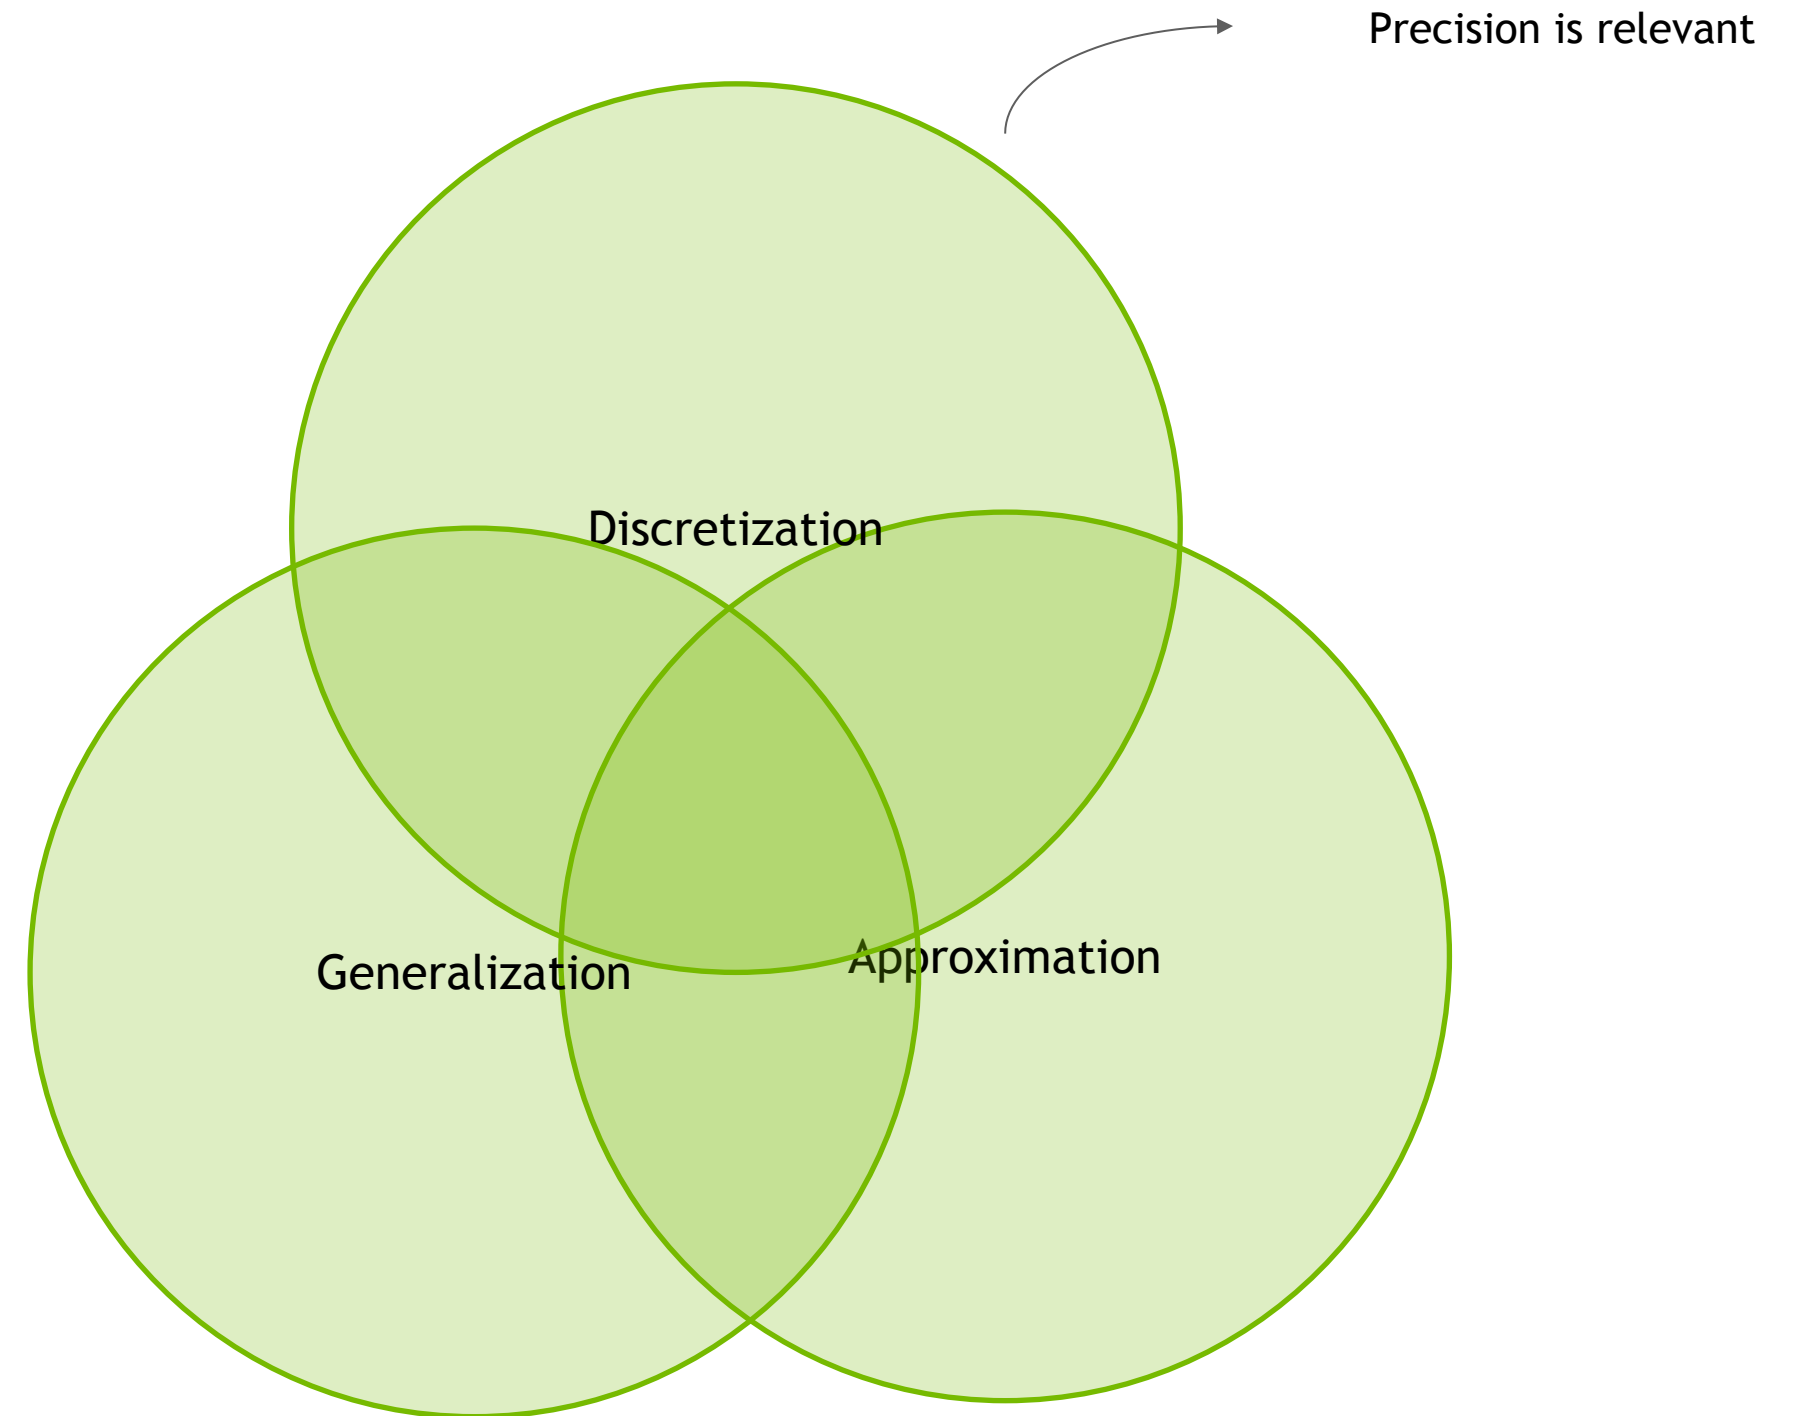 Precision is relevant
Discretization
Generalization
Approximation